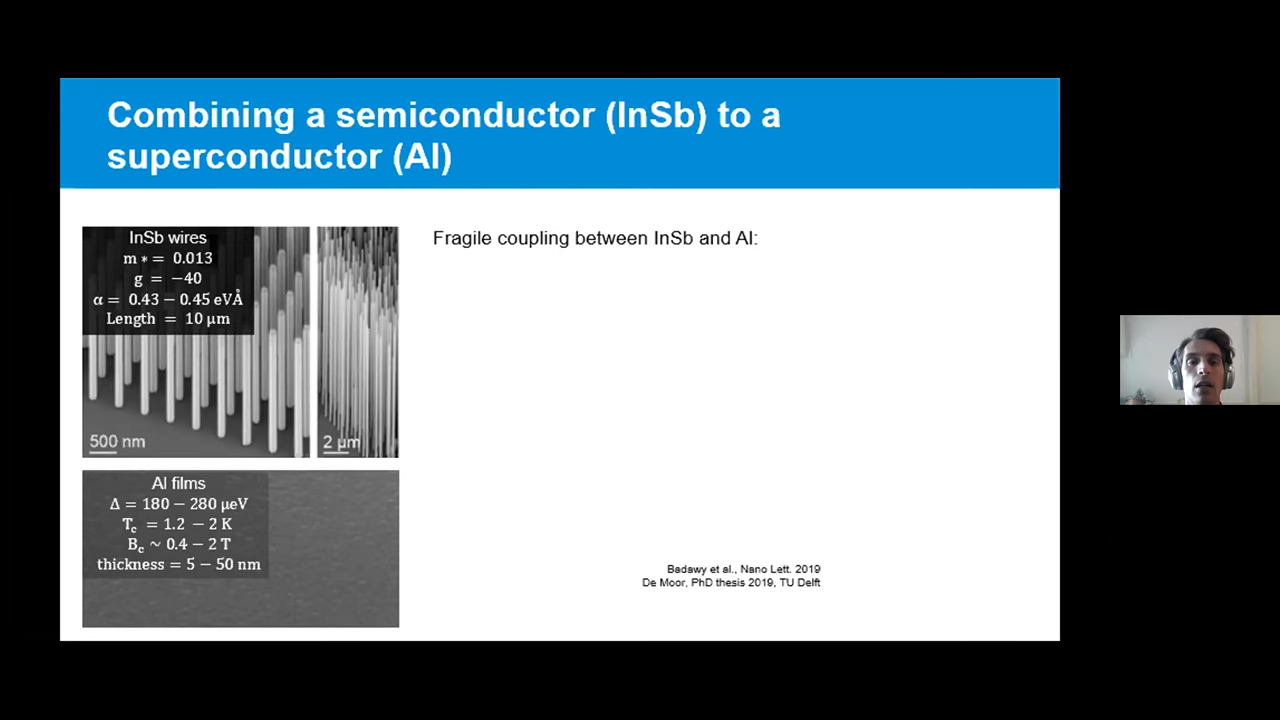 Combining a semiconductor (InSb) to a
superconductor (Al)
InSb wires
m ∗ = 0.013
g = −40
α = 0.43 − 0.45 eVÅ
Length = 10 μm
500 nm
2 μm
Al films
Δ = 180 − 280 μeV
Tc = 1.2 − 2 K
Bc ~ 0.4 − 2 T
thickness = 5 − 50 nm
Fragile coupling between InSb and Al:
Badawy et al., Nano Lett. 2019
De Moor, PhD thesis 2019, TU Delft